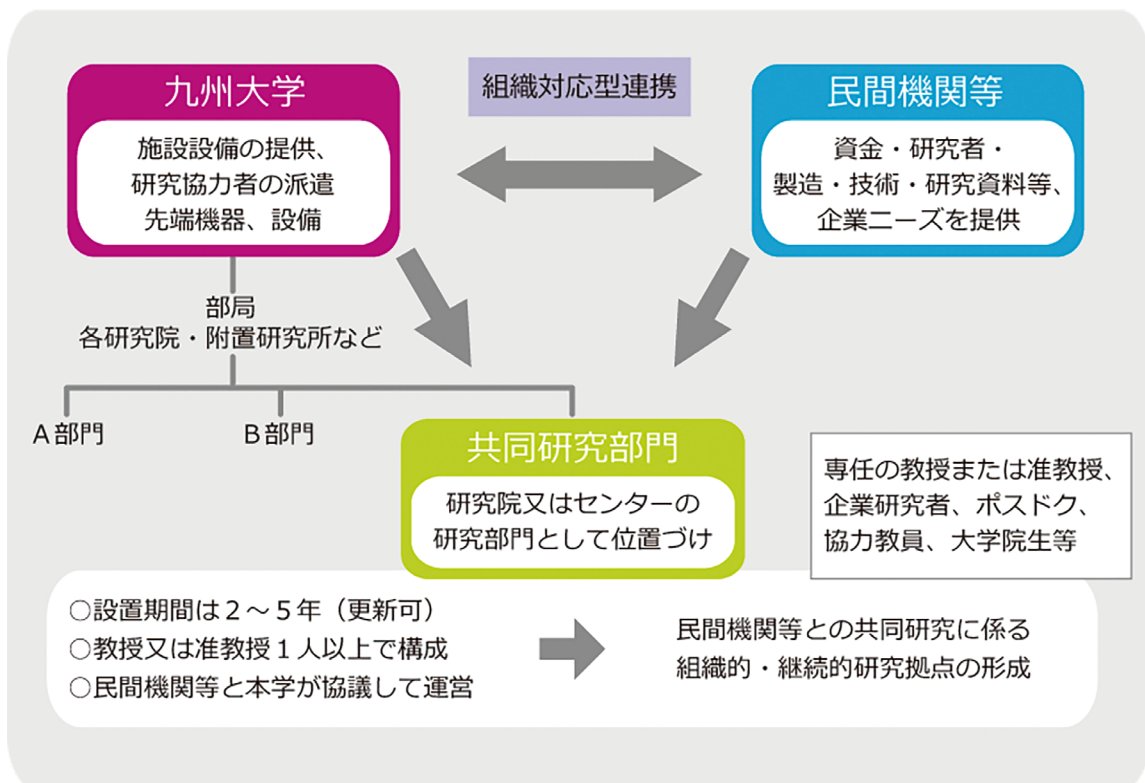 九州大学
施設設備の提供、
研究協力者の派遣
先端機器、設備
組織対応型連携
民間機関等
資金・研究者・
製造・技術・研究資料等、
企業ニーズを提供
部局
各研究院・附置研究所など
A部門
B部門
共同研究部門
研究院又はセンターの
研究部門として位置づけ
専任の教授または准教授、
企業研究者、ポスドク、
協力教員、大学院生等
○設置期間は２～５年（更新可）
○教授又は准教授１人以上で構成
○民間機関等と本学が協議して運営
民間機関等との共同研究に係る
組織的・継続的研究拠点の形成